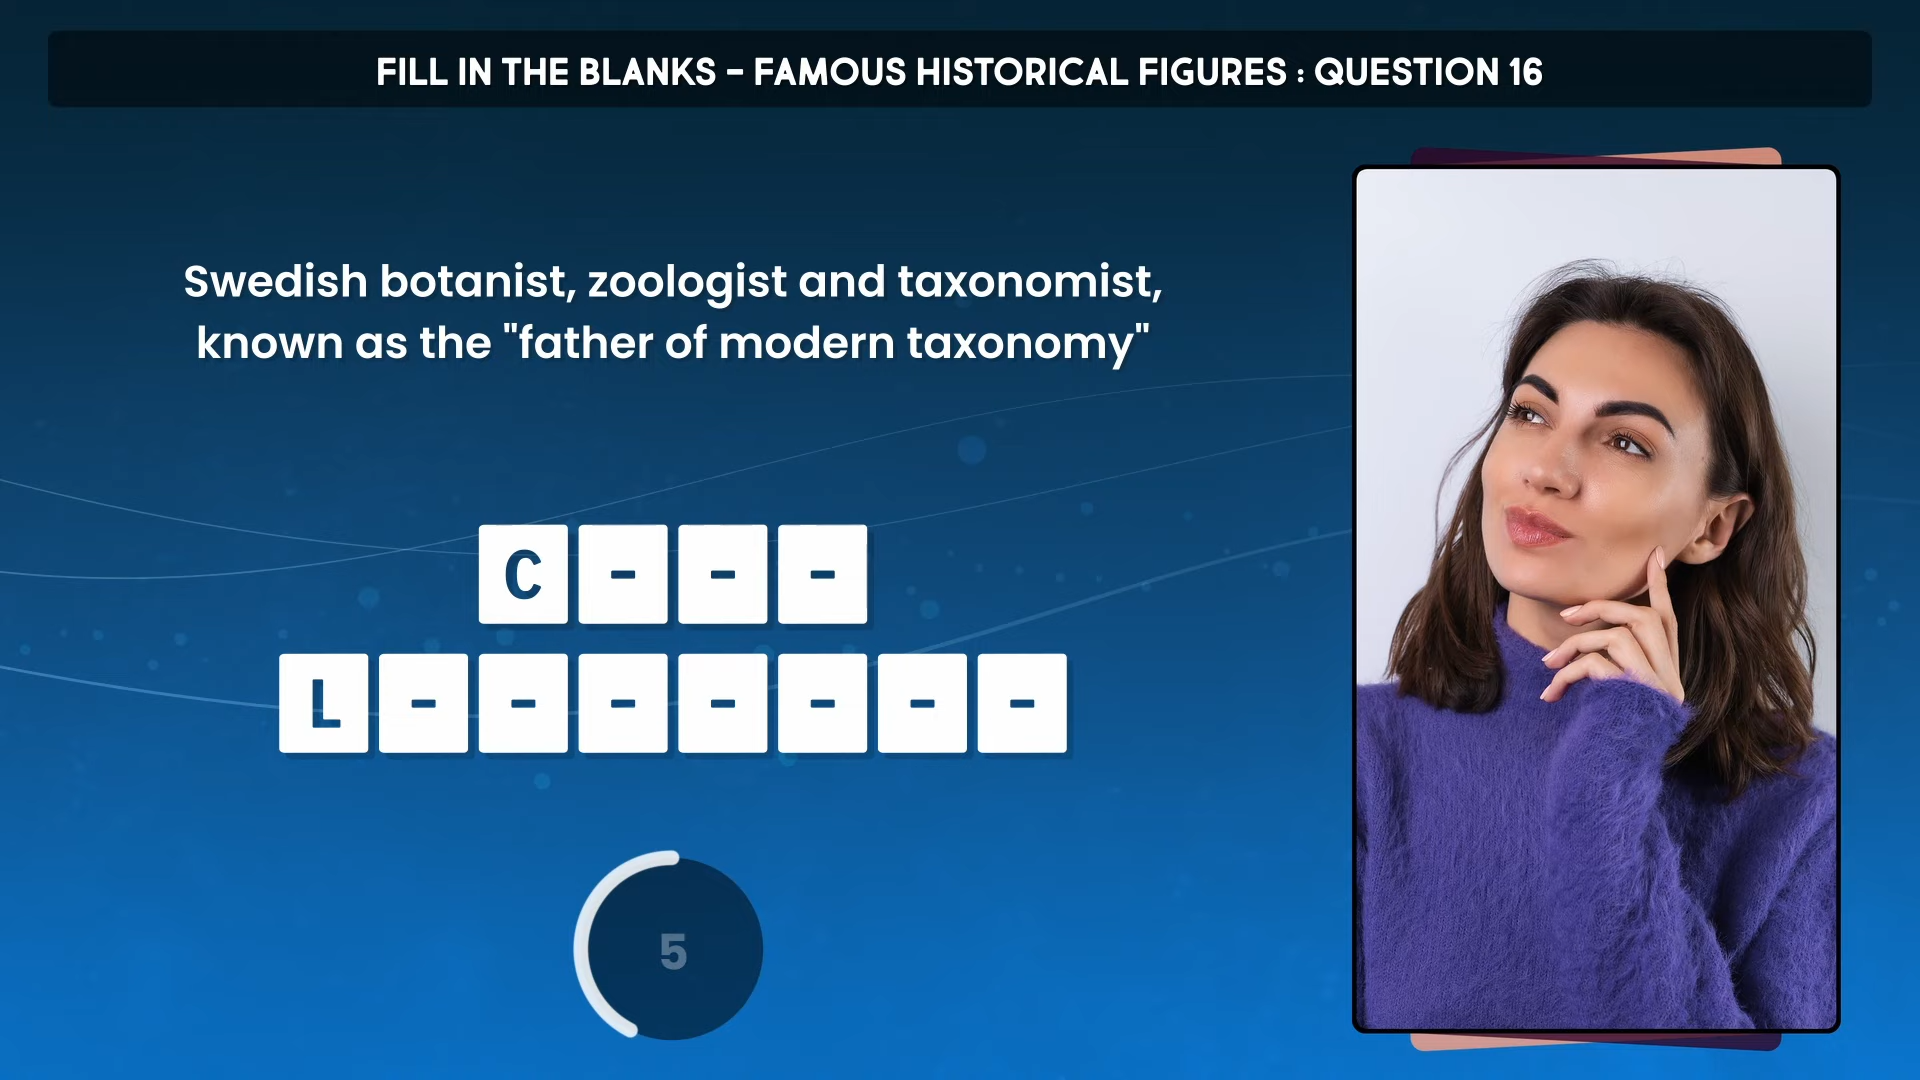 FILL IN THE BLANKS - FAMOUS HISTORICAL FIGURES : QUESTION 16
Swedish botanist, zoologist and taxonomist,
known as the "father of modern taxonomy"
C - - -
L - - - - - - -
5